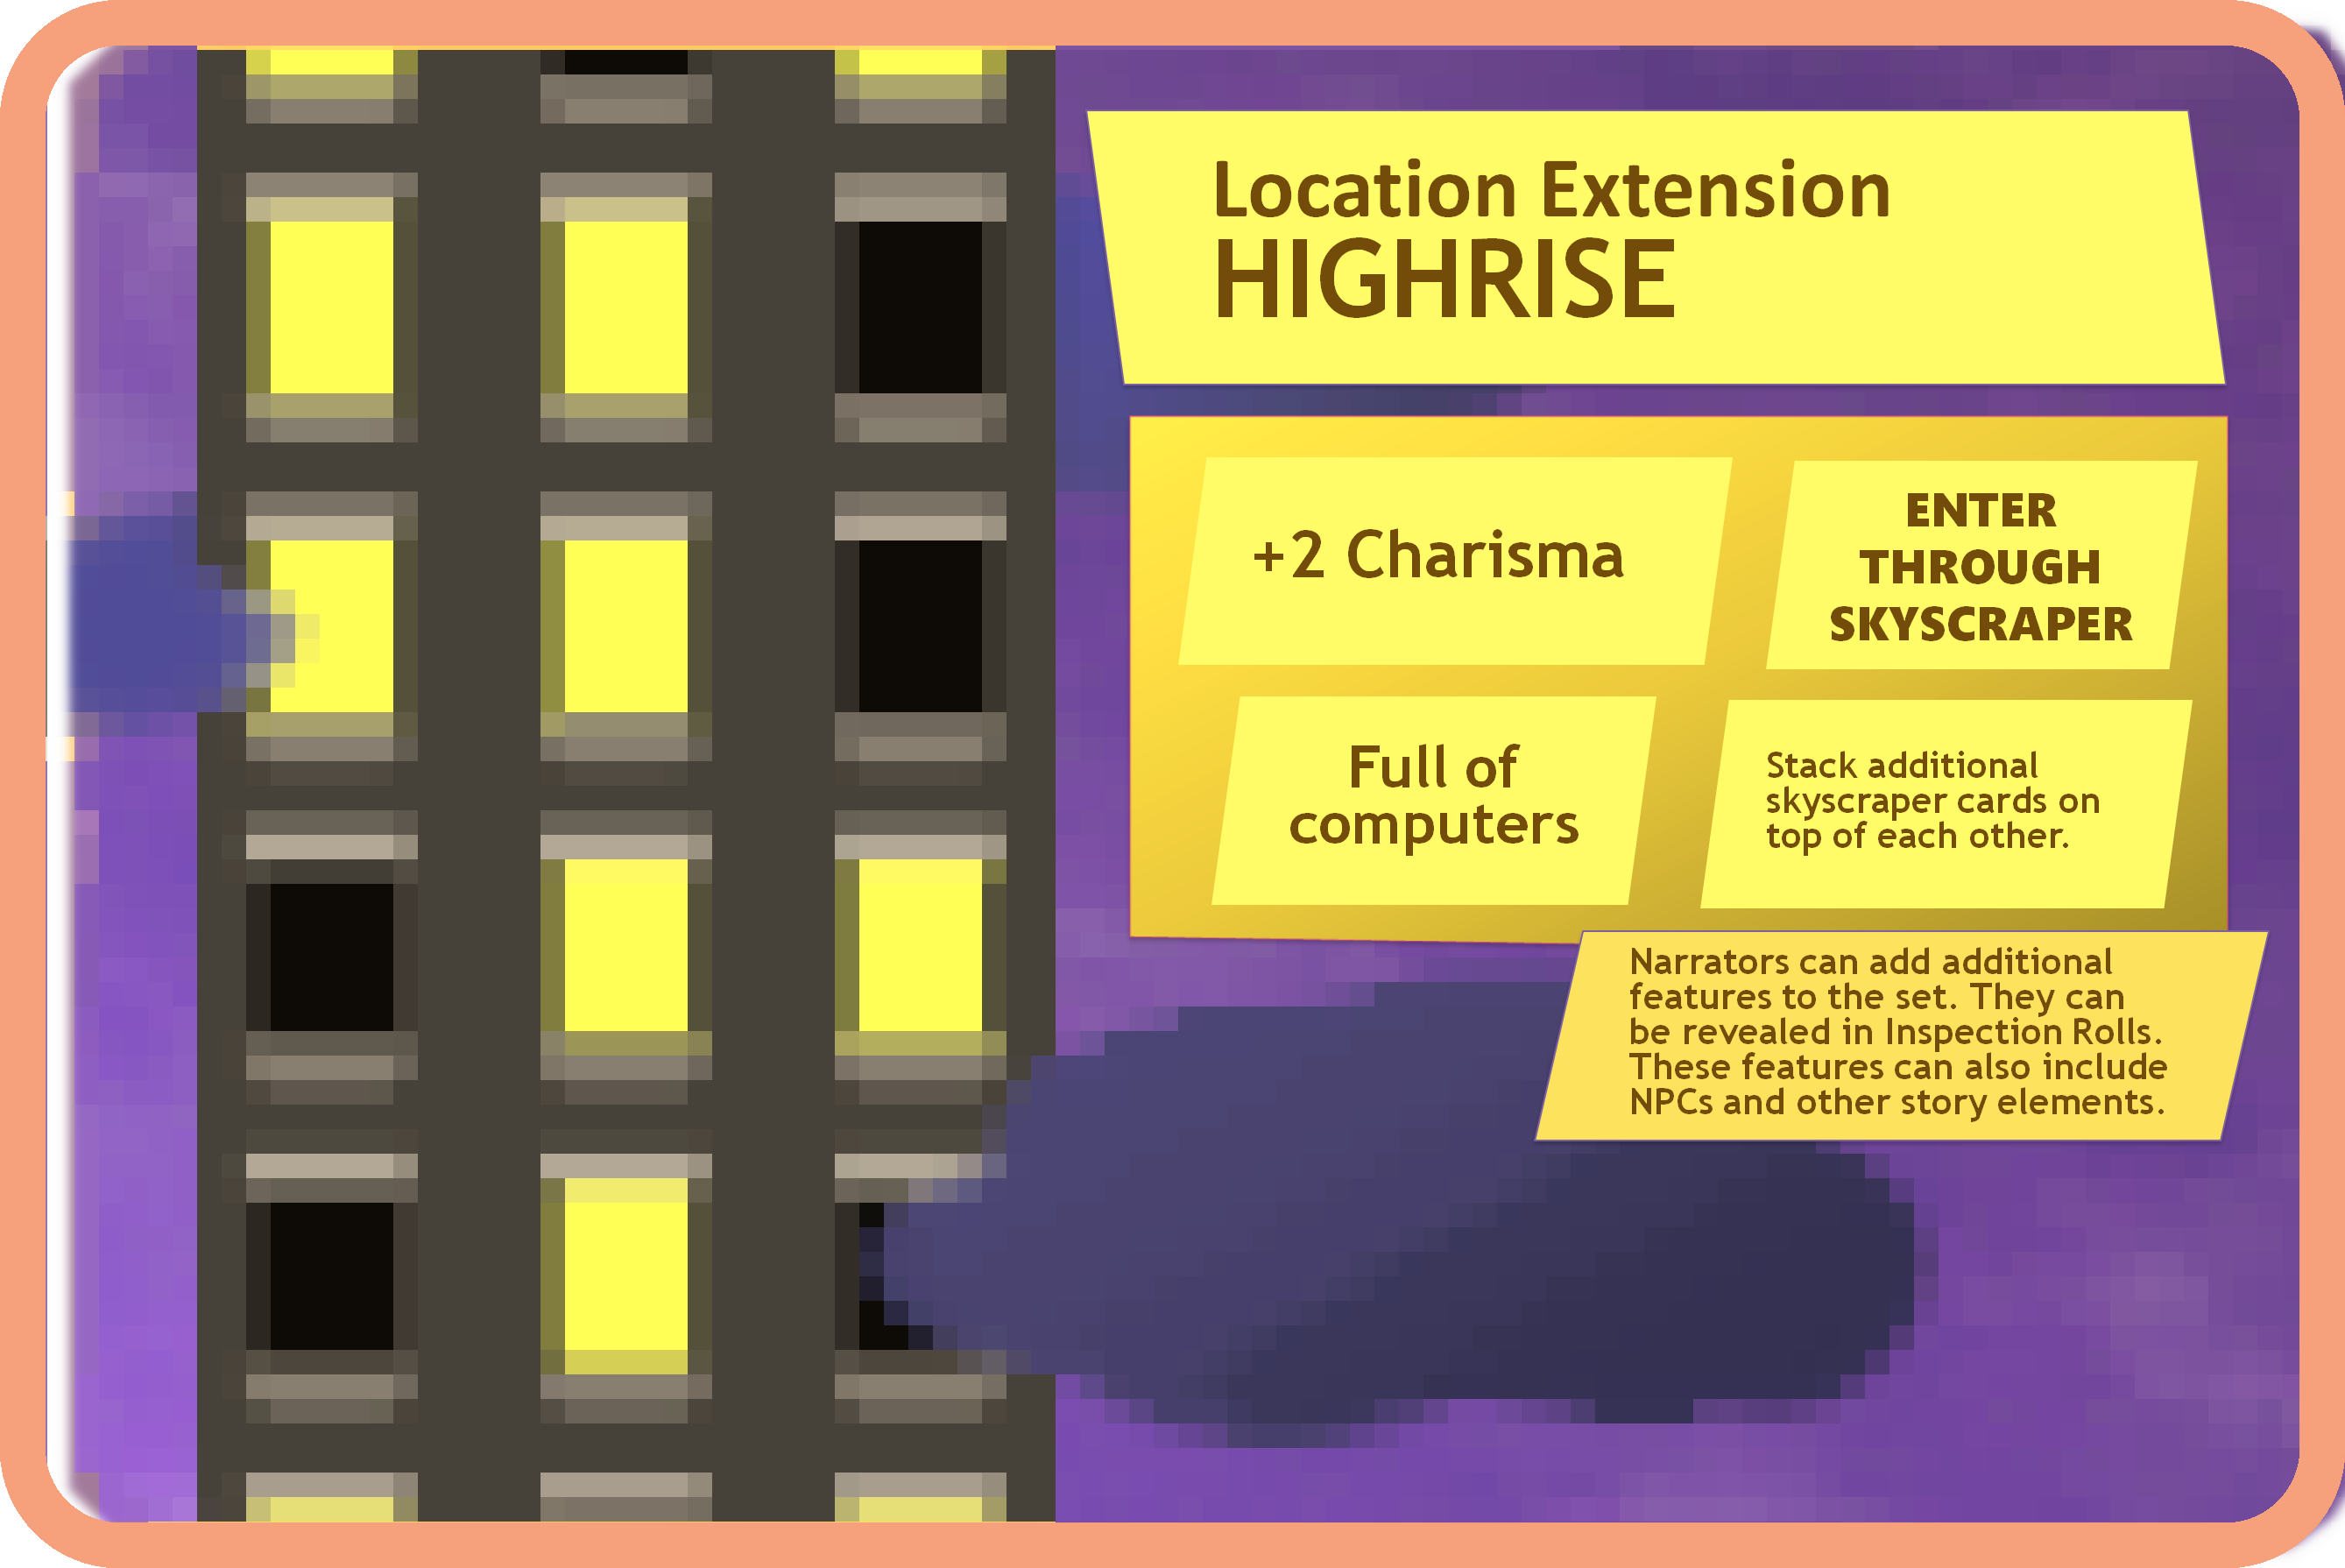 Location Extension
HIGHRISE
+2 Charisma
ENTER
THROUGH
SKYSCRAPER
Full of
computers
Stack additional
skyscraper cards on
top of each other.
Narrators can add additional
features to the set. They can
be revealed in Inspection Rolls.
These features can also include
NPCs and other story elements.